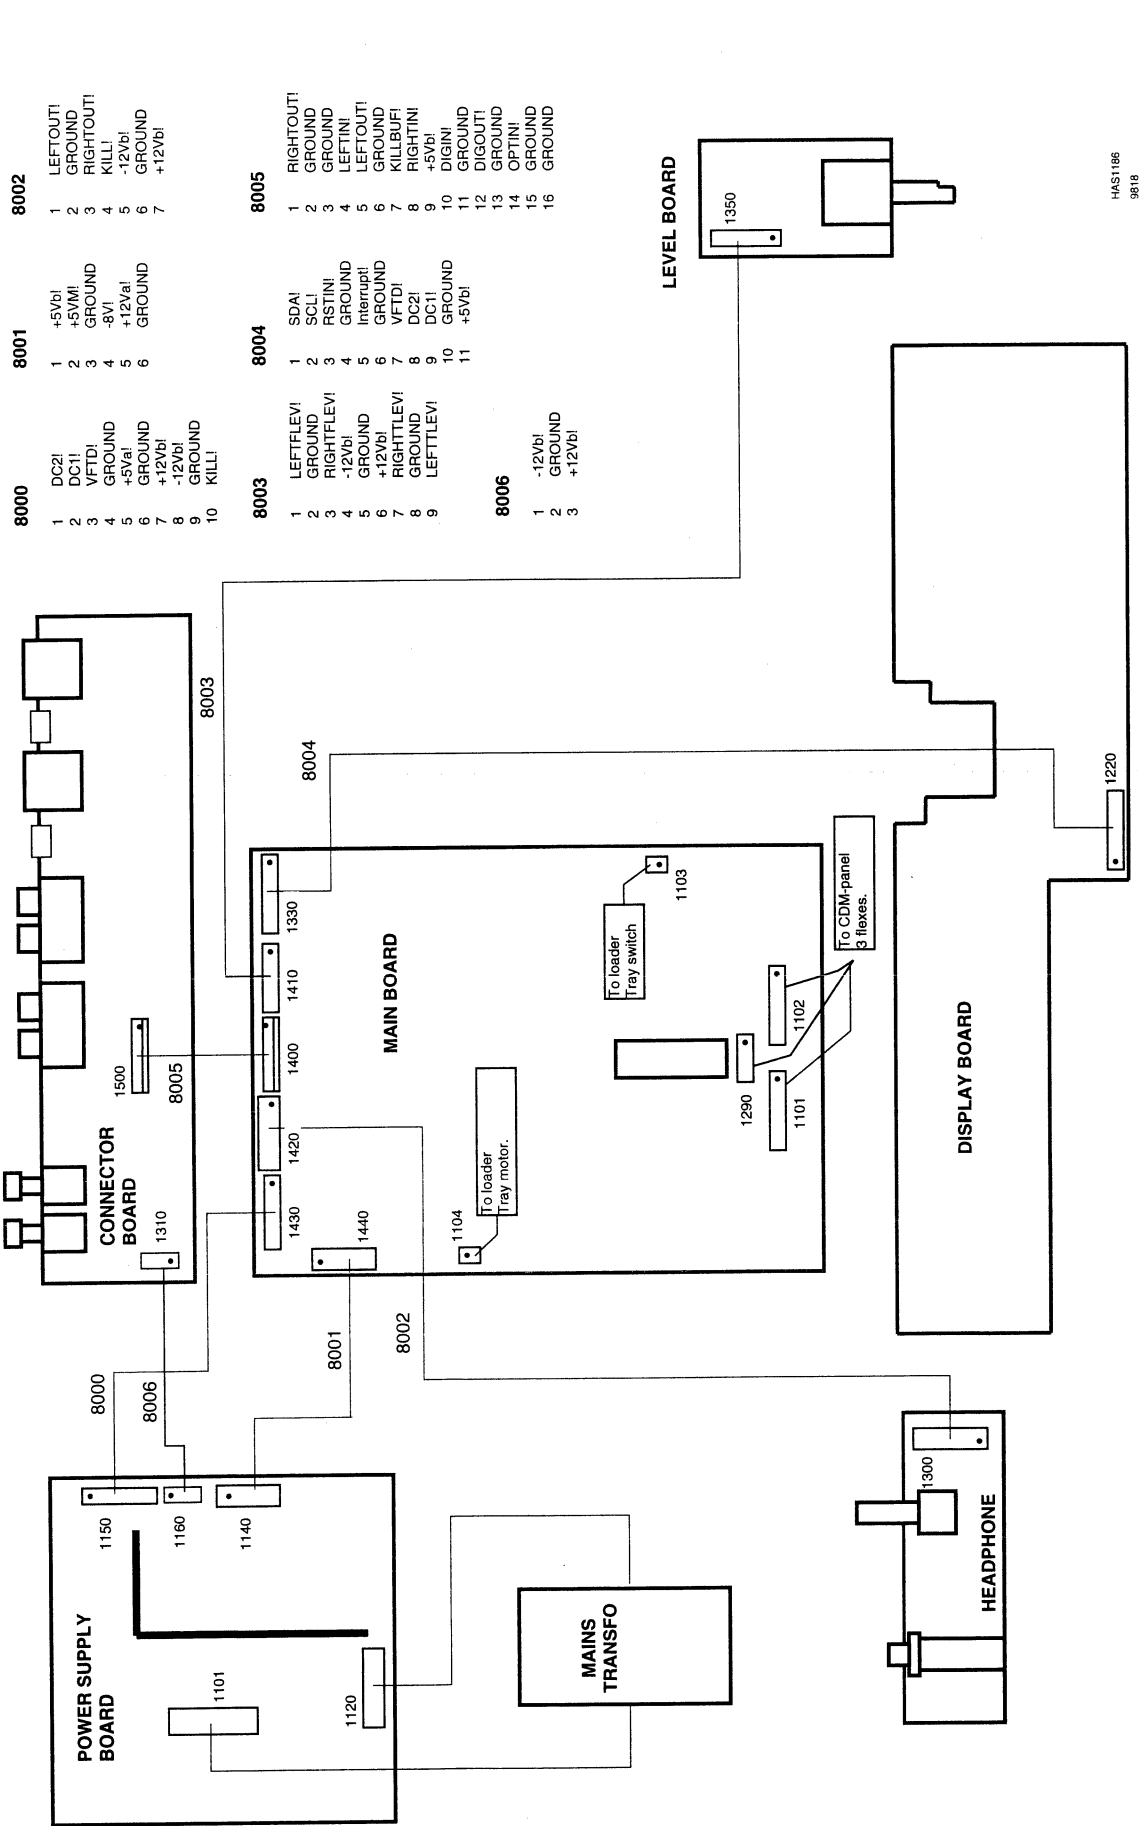 POWER SUPPLY
BOARD
1101
1120
1150
1160
1140
8000
8006
8001
8002
MAINS
TRANSFO
HEADPHONE
1300
CONNECTOR
BOARD
1310
1500
8005
1430
1420
1400
1410
1330
1440
1104
To loader
Tray motor.
MAIN BOARD
To loader
Tray switch
1103
1290
1101
1102
To CDM-panel
3 flexes.
8003
8004
DISPLAY BOARD
1220
LEVEL BOARD
1350
8000
1 DC2!
2 DC1!
3 VFTD!
4 GROUND
5 +5Va!
6 GROUND
7 +12Vb!
8 -12Vb!
9 GROUND
10 KILL!
8001
1 +5Vb!
2 +5VM!
3 GROUND
4 -8V!
5 +12Va!
6 GROUND
8002
1 LEFTOUT!
2 GROUND
3 RIGHTOUT!
4 KILL!
5 -12Vb!
6 GROUND
7 +12Vb!
8003
1 LEFTFLEV!
2 GROUND
3 RIGHTFLEV!
4 -12Vb!
5 GROUND
6 +12Vb!
7 RIGHTTLEV!
8 GROUND
9 LEFTTLEV!
8004
1 SDA!
2 SCL!
3 RSTIN!
4 GROUND
5 Interrupt!
6 GROUND
7 VFTD!
8 DC2!
9 DC1!
10 GROUND
11 +5Vb!
8005
1 RIGHTOUT!
2 GROUND
3 GROUND
4 LEFTIN!
5 LEFTOUT!
6 GROUND
7 KILLBUF!
8 RIGHTIN!
9 +5Vb!
10 DIGIN!
11 GROUND
12 DIGOUT!
13 GROUND
14 OPTIN!
15 GROUND
16 GROUND
8006
1 -12Vb!
2 GROUND
3 +12Vb!
HAS1186
9818